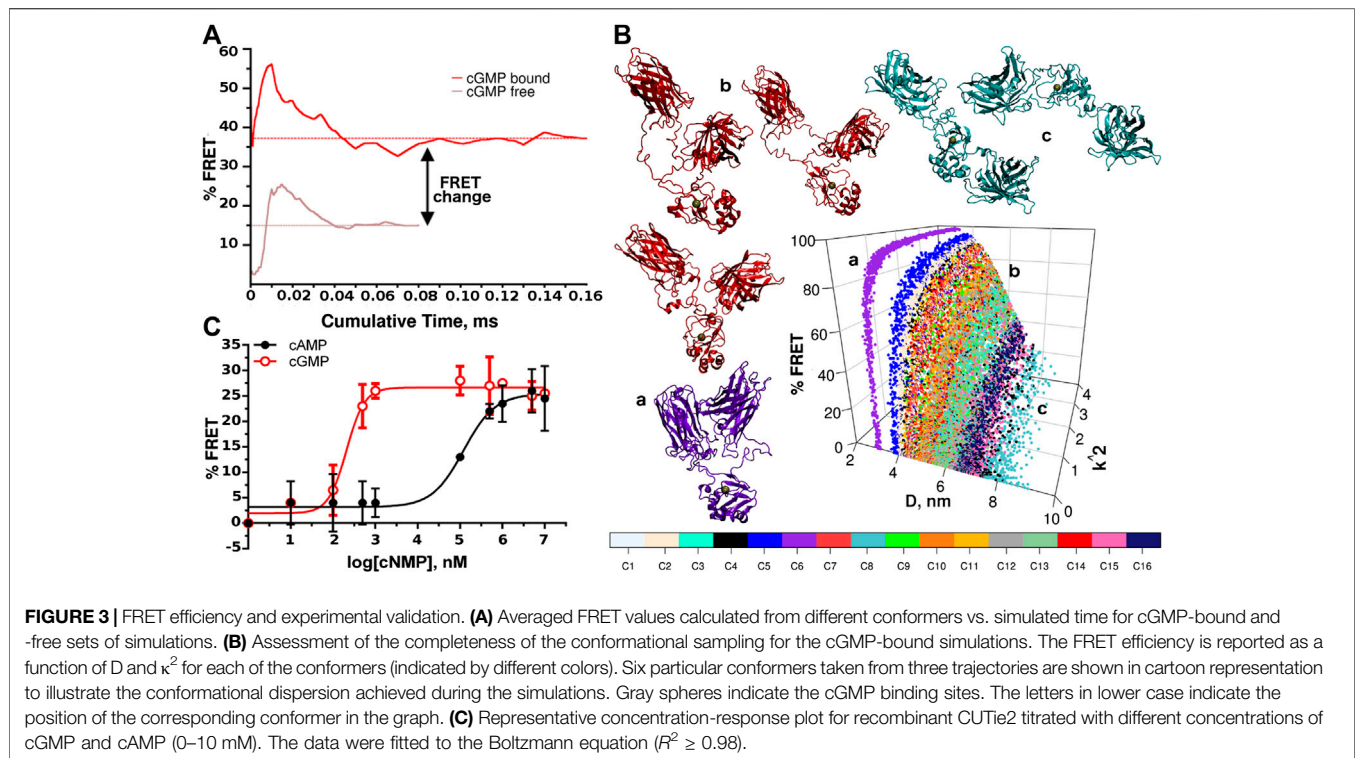 A
60
50
40
30
20
10
% FRET
cGMP bound
cGMP free
FRET
change
0 0.02 0.04 0.06 0.08 0.10 0.12 0.14 0.16
Cumulative Time, ms
B
b
c
a
100
80
60
40
20
0
% FRET
a
b
c
2
4
6
8
10
D, nm
0
1
2
3
4
k^2
C1 C2 C3 C4 C5 C6 C7 C8 C9 C10 C11 C12 C13 C14 C15 C16
C
35
30
25
20
15
10
5
0
-5
% FRET
cAMP
cGMP
1 2 3 4 5 6 7
log[cNMP], nM
FIGURE 3 | FRET efficiency and experimental validation. (A) Averaged FRET values calculated from different conformers vs. simulated time for cGMP-bound and
-free sets of simulations. (B) Assessment of the completeness of the conformational sampling for the cGMP-bound simulations. The FRET efficiency is reported as a
function of D and κ² for each of the conformers (indicated by different colors). Six particular conformers taken from three trajectories are shown in cartoon representation
to illustrate the conformational dispersion achieved during the simulations. Gray spheres indicate the cGMP binding sites. The letters in lower case indicate the
position of the corresponding conformer in the graph. (C) Representative concentration-response plot for recombinant CUTie2 titrated with different concentrations of
cGMP and cAMP (0–10 mM). The data were fitted to the Boltzmann equation (R² ≥ 0.98).